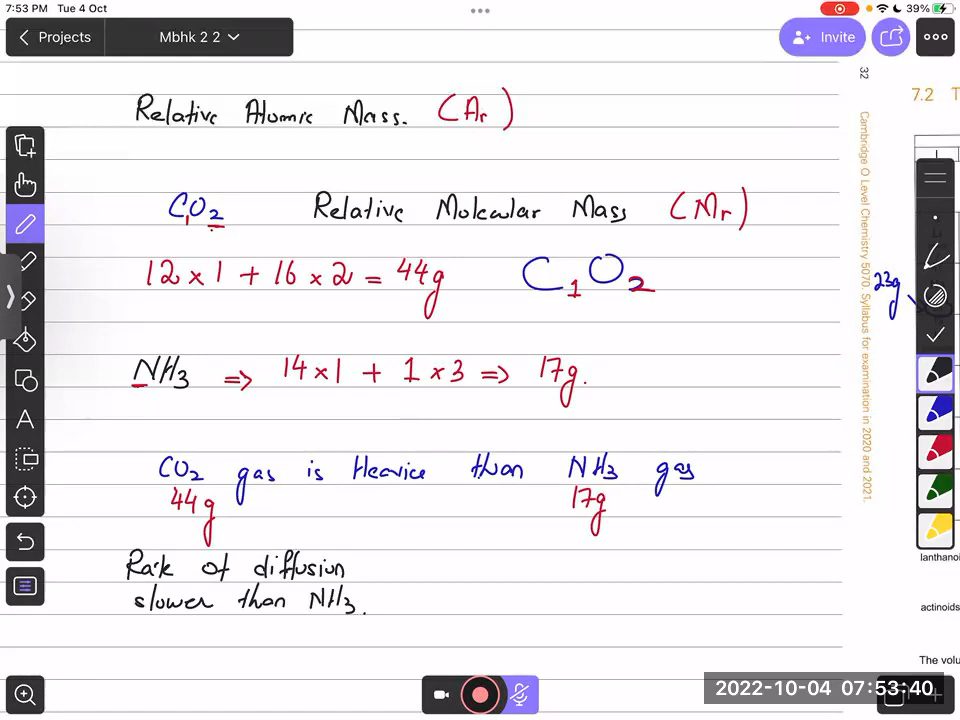 7:53 PM Tue 4 Oct
39%
Projects
Mbhk 2 2
Invite
Relative Atomic Mass. (Ar)
32
7.2 T
Cambridge O Level Chemistry 5070. Syllabus for examination in 2020 and 2021.
CO2 Relative Molecular Mass (Mr)
12 x 1 + 16 x 2 = 44g C1O2
23g
NH3 => 14 x 1 + 1 x 3 => 17g.
A
CO2 gas is Heavice than NH3 gas
44g 17g
Rate of diffusion
slower than NH3.
lanthanoi
actinoids
The volu
2022-10-04 07:53:40